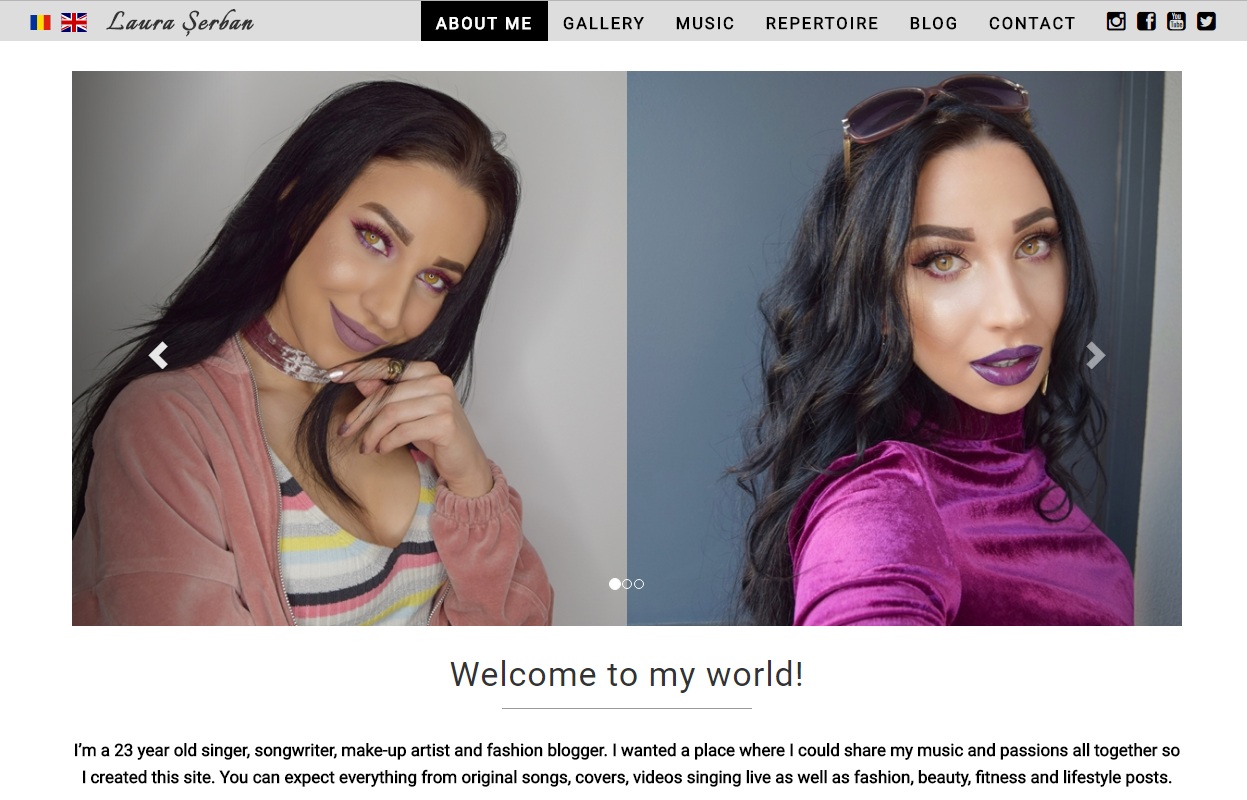 Laura Șerban
ABOUT ME
GALLERY
MUSIC
REPERTOIRE
BLOG
CONTACT
You
Tube
Welcome to my world!
I’m a 23 year old singer, songwriter, make-up artist and fashion blogger. I wanted a place where I could share my music and passions all together so
I created this site. You can expect everything from original songs, covers, videos singing live as well as fashion, beauty, fitness and lifestyle posts.